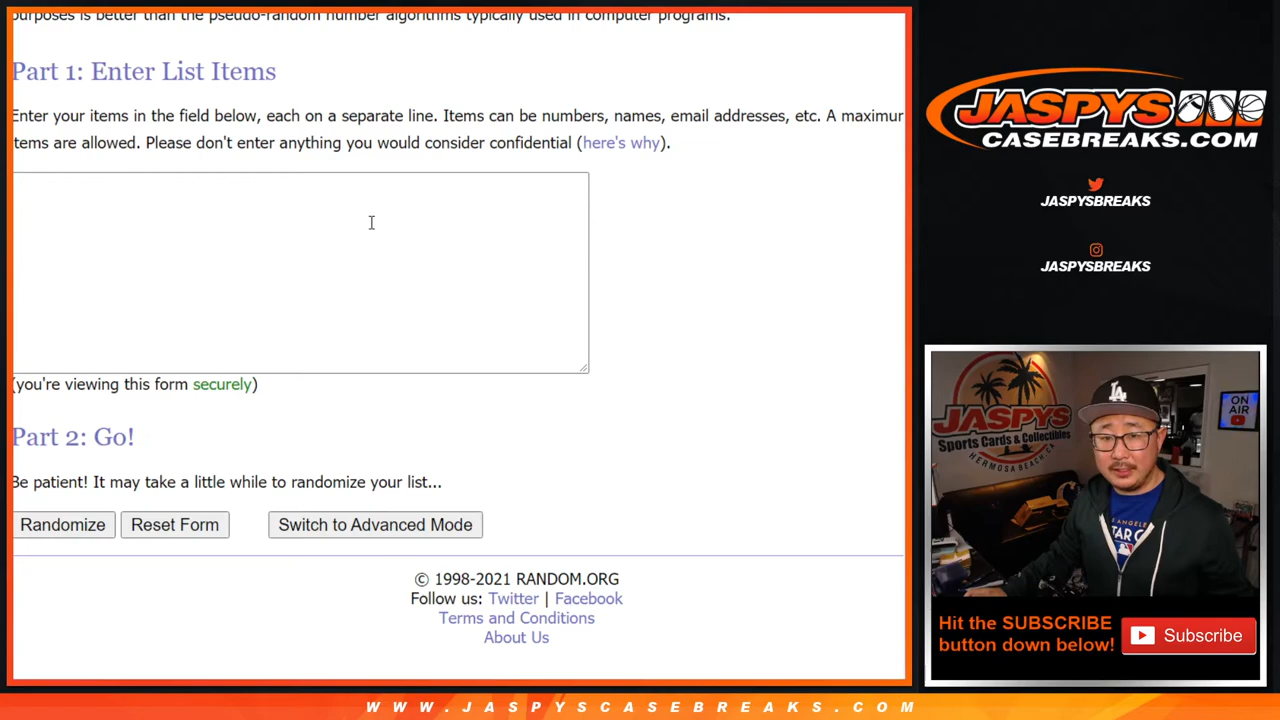 purposes is better than the pseudo-random number algorithms typically used in computer programs.
Part 1: Enter List Items
Enter your items in the field below, each on a separate line. Items can be numbers, names, email addresses, etc. A maximum
items are allowed. Please don't enter anything you would consider confidential (here's why).
(you're viewing this form securely)
Part 2: Go!
Be patient! It may take a little while to randomize your list...
Randomize
Reset Form
Switch to Advanced Mode
© 1998-2021 RANDOM.ORG
Follow us: Twitter | Facebook
Terms and Conditions
About Us
JASPYS
CASEBREAKS.COM
JASPYSBREAKS
JASPYSBREAKS
JASPYS
Sports Cards & Collectibles
HERMOSA BEACH, CA
LA
ON
AIR
Hit the SUBSCRIBE
button down below!
Subscribe
WWW.JASPYSCASEBREAKS.COM